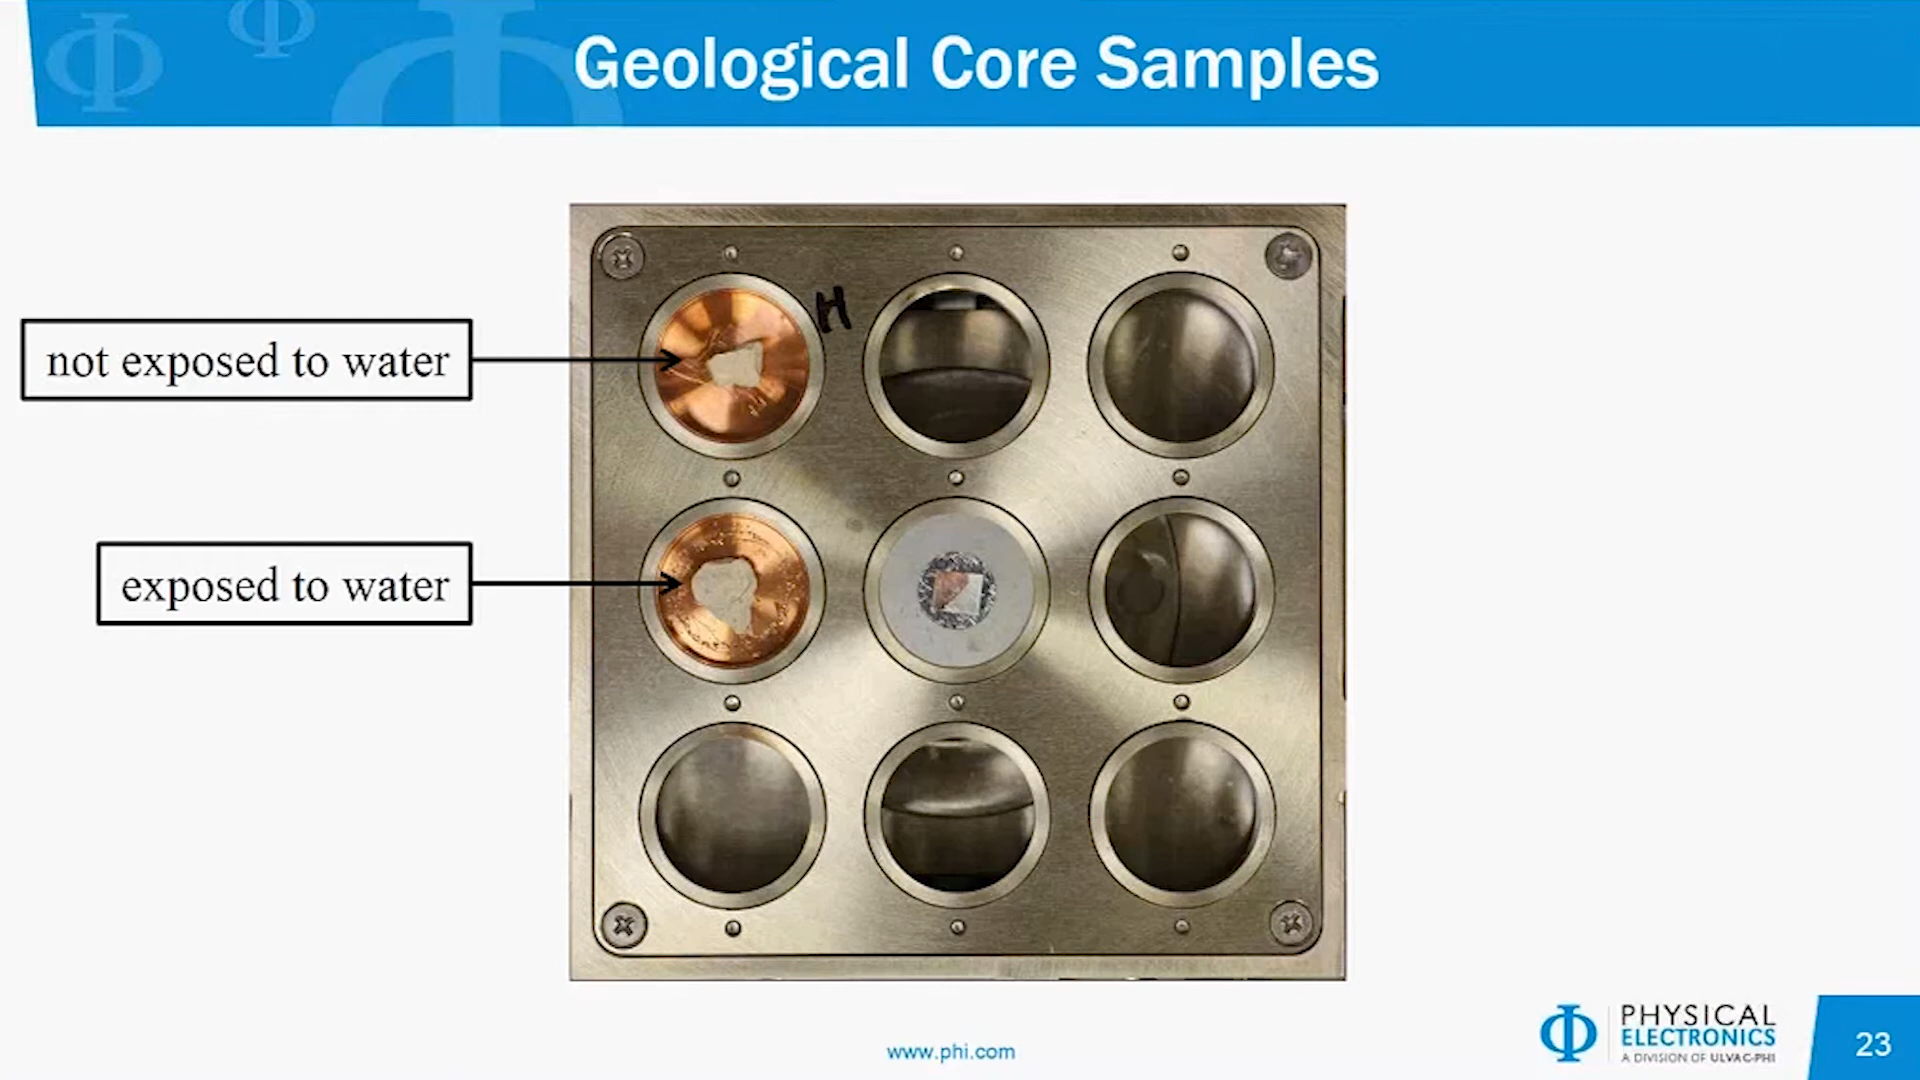 Geological Core Samples
not exposed to water
H
exposed to water
www.phi.com
PHYSICAL
ELECTRONICS
A DIVISION OF ULVAC-PHI
23